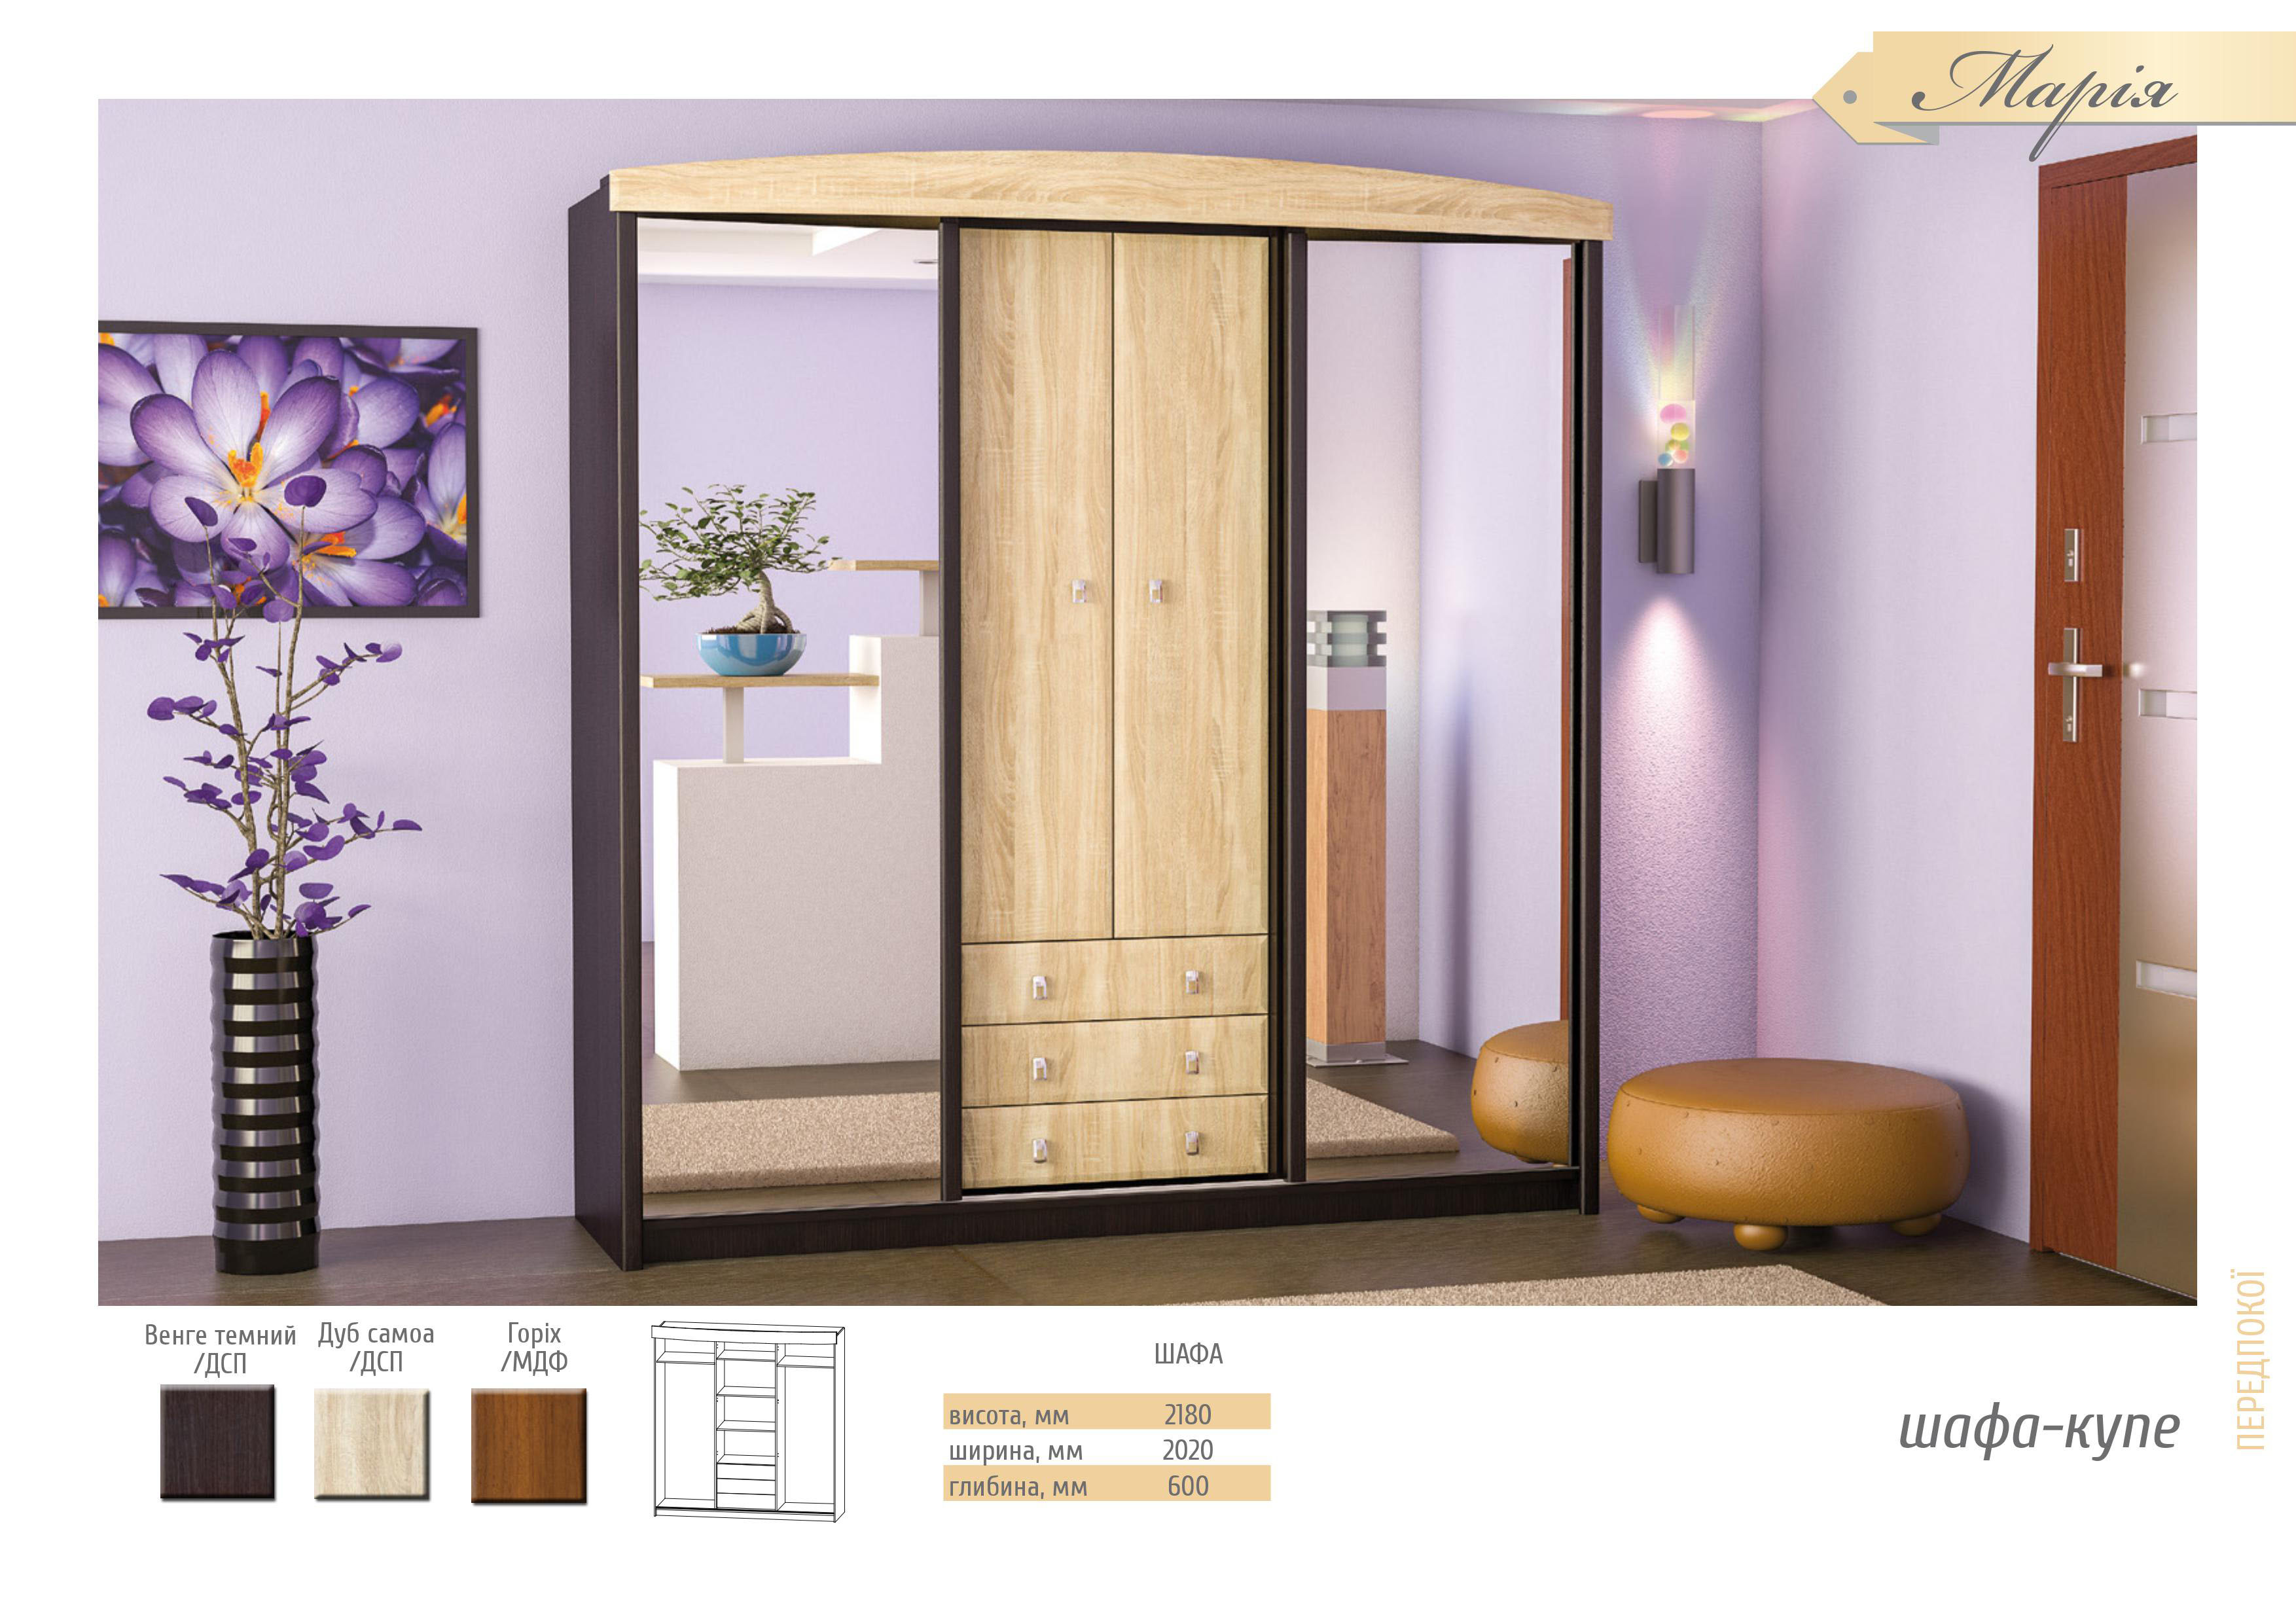 Марія
Венге темний
/ДСП
Дуб самоа
/ДСП
Горіх
/МДФ
ШАФА
висота, мм 2180
ширина, мм 2020
глибина, мм 600
шафа-купе
ПЕРЕДПОКОЇ